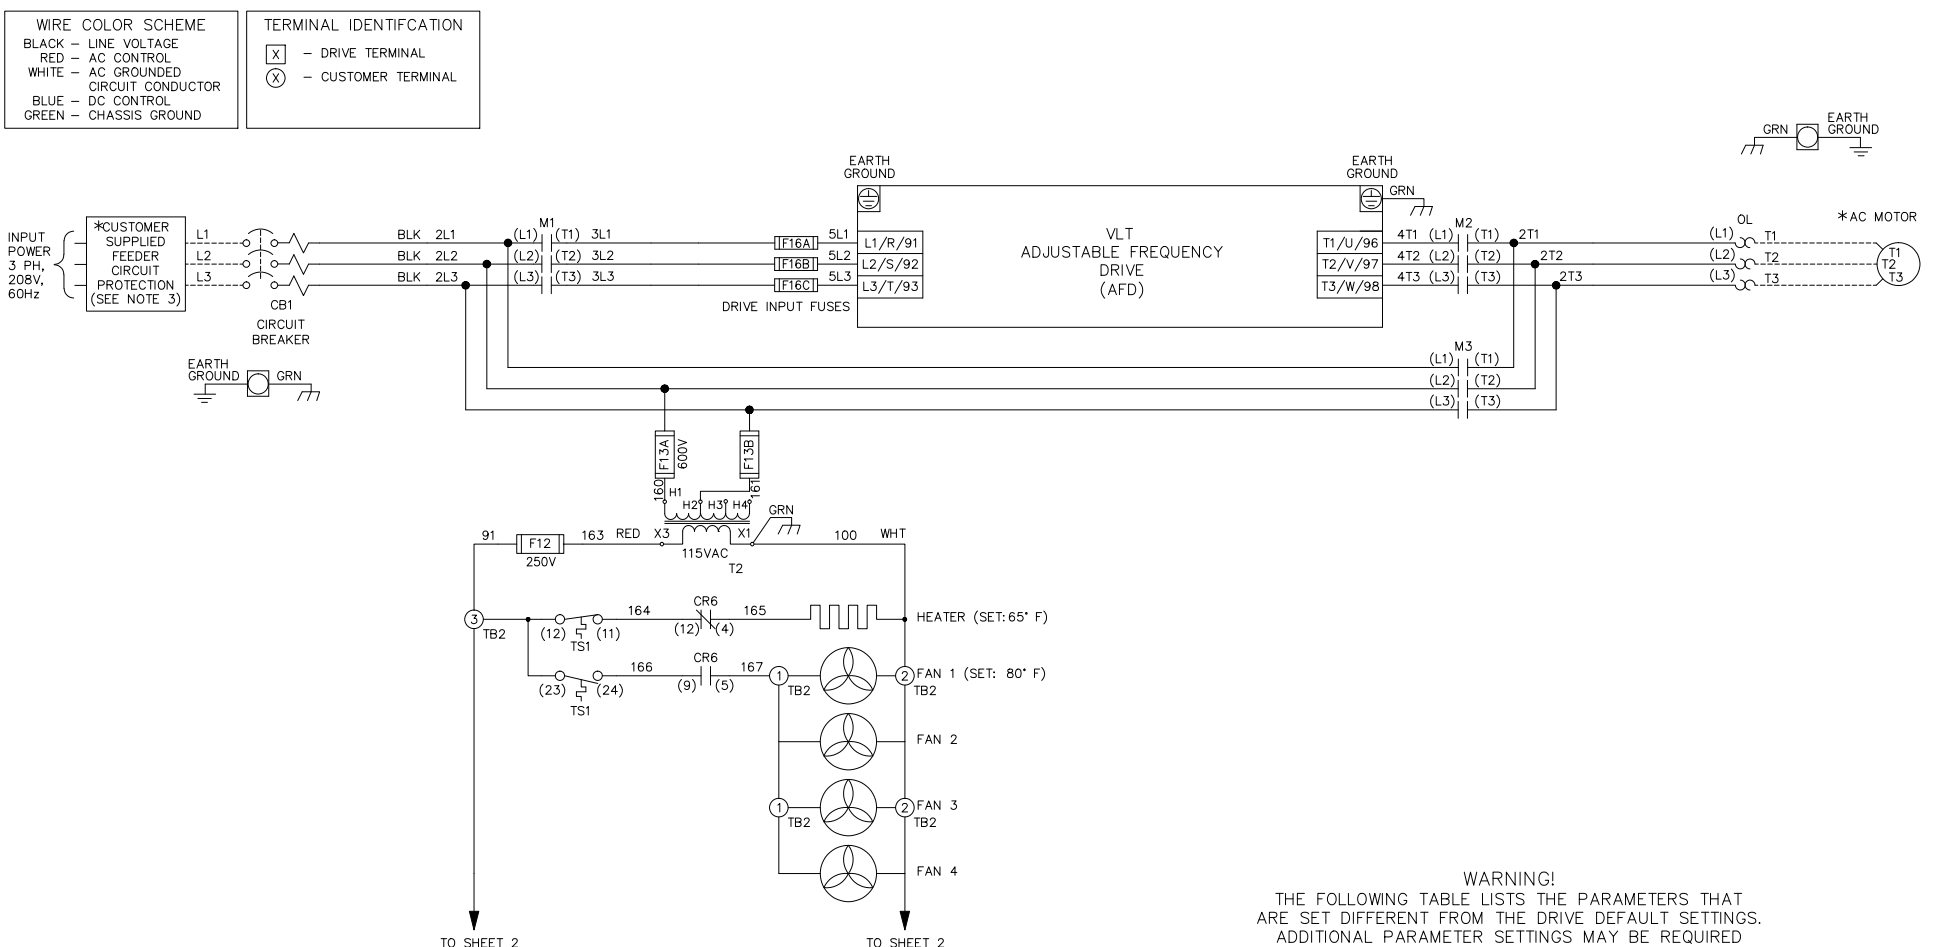 WIRE COLOR SCHEME
BLACK – LINE VOLTAGE
RED – AC CONTROL
WHITE – AC GROUNDED
CIRCUIT CONDUCTOR
BLUE – DC CONTROL
GREEN – CHASSIS GROUND
TERMINAL IDENTIFCATION
X – DRIVE TERMINAL
X – CUSTOMER TERMINAL
GRN
EARTH
GROUND
INPUT
POWER
3 PH,
208V,
60Hz
*CUSTOMER
SUPPLIED
FEEDER
CIRCUIT
PROTECTION
(SEE NOTE 3)
L1
L2
L3
CB1
CIRCUIT
BREAKER
EARTH
GROUND
GRN
BLK 2L1
BLK 2L2
BLK 2L3
M1
(L1) (T1) 3L1
(L2) (T2) 3L2
(L3) (T3) 3L3
F16A
F16B
F16C
DRIVE INPUT FUSES
5L1
5L2
5L3
EARTH
GROUND
L1/R/91
L2/S/92
L3/T/93
VLT
ADJUSTABLE FREQUENCY
DRIVE
(AFD)
EARTH
GROUND
GRN
T1/U/96
T2/V/97
T3/W/98
M2
4T1 (L1) (T1) 2T1
4T2 (L2) (T2) 2T2
4T3 (L3) (T3) 2T3
OL
(L1) T1
(L2) T2
(L3) T3
*AC MOTOR
T1
T2
T3
M3
(L1) (T1)
(L2) (T2)
(L3) (T3)
F13A
600V
F13B
160
161
H1
H2 H3 H4
GRN
91
F12
250V
163 RED X3
X1
115VAC
T2
100 WHT
3
TB2
(12) (11)
TS1
164
CR6
(12) (4)
165
HEATER (SET:65° F)
(23) (24)
TS1
166
CR6
(9) (5)
167
1
TB2
2
TB2
FAN 1 (SET: 80° F)
FAN 2
1
TB2
2
TB2
FAN 3
FAN 4
TO SHEET 2
TO SHEET 2
WARNING!
THE FOLLOWING TABLE LISTS THE PARAMETERS THAT
ARE SET DIFFERENT FROM THE DRIVE DEFAULT SETTINGS.
ADDITIONAL PARAMETER SETTINGS MAY BE REQUIRED